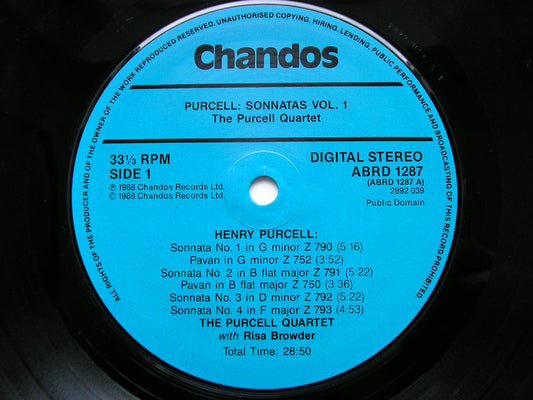 ALL RIGHTS OF THE PRODUCER AND OF THE OWNER OF THE WORK REPRODUCED RESERVED. UNAUTHORISED COPYING, HIRING, LENDING, PUBLIC PERFORMANCE AND BROADCASTING OF THIS RECORD PROHIBITED.
Chandos
PURCELL: SONNATAS VOL. 1
The Purcell Quartet
33⅓ RPM
SIDE 1
℗ 1988 Chandos Records Ltd.
© 1988 Chandos Records Ltd.
DIGITAL STEREO
ABRD 1287
(ABRD 1287 A)
2892 039
Public Domain
HENRY PURCELL:
Sonnata No. 1 in G minor Z 790 (5:16)
Pavan in G minor Z 752 (3:52)
Sonnata No. 2 in B flat major Z 791 (5 22)
Pavan in B flat major Z 750 (3.36)
Sonnata No. 3 in D minor Z 792 (5:22)
Sonnata No. 4 in F major Z 793 (4:53)
THE PURCELL QUARTET
with Risa Browder
Total Time: 28:50